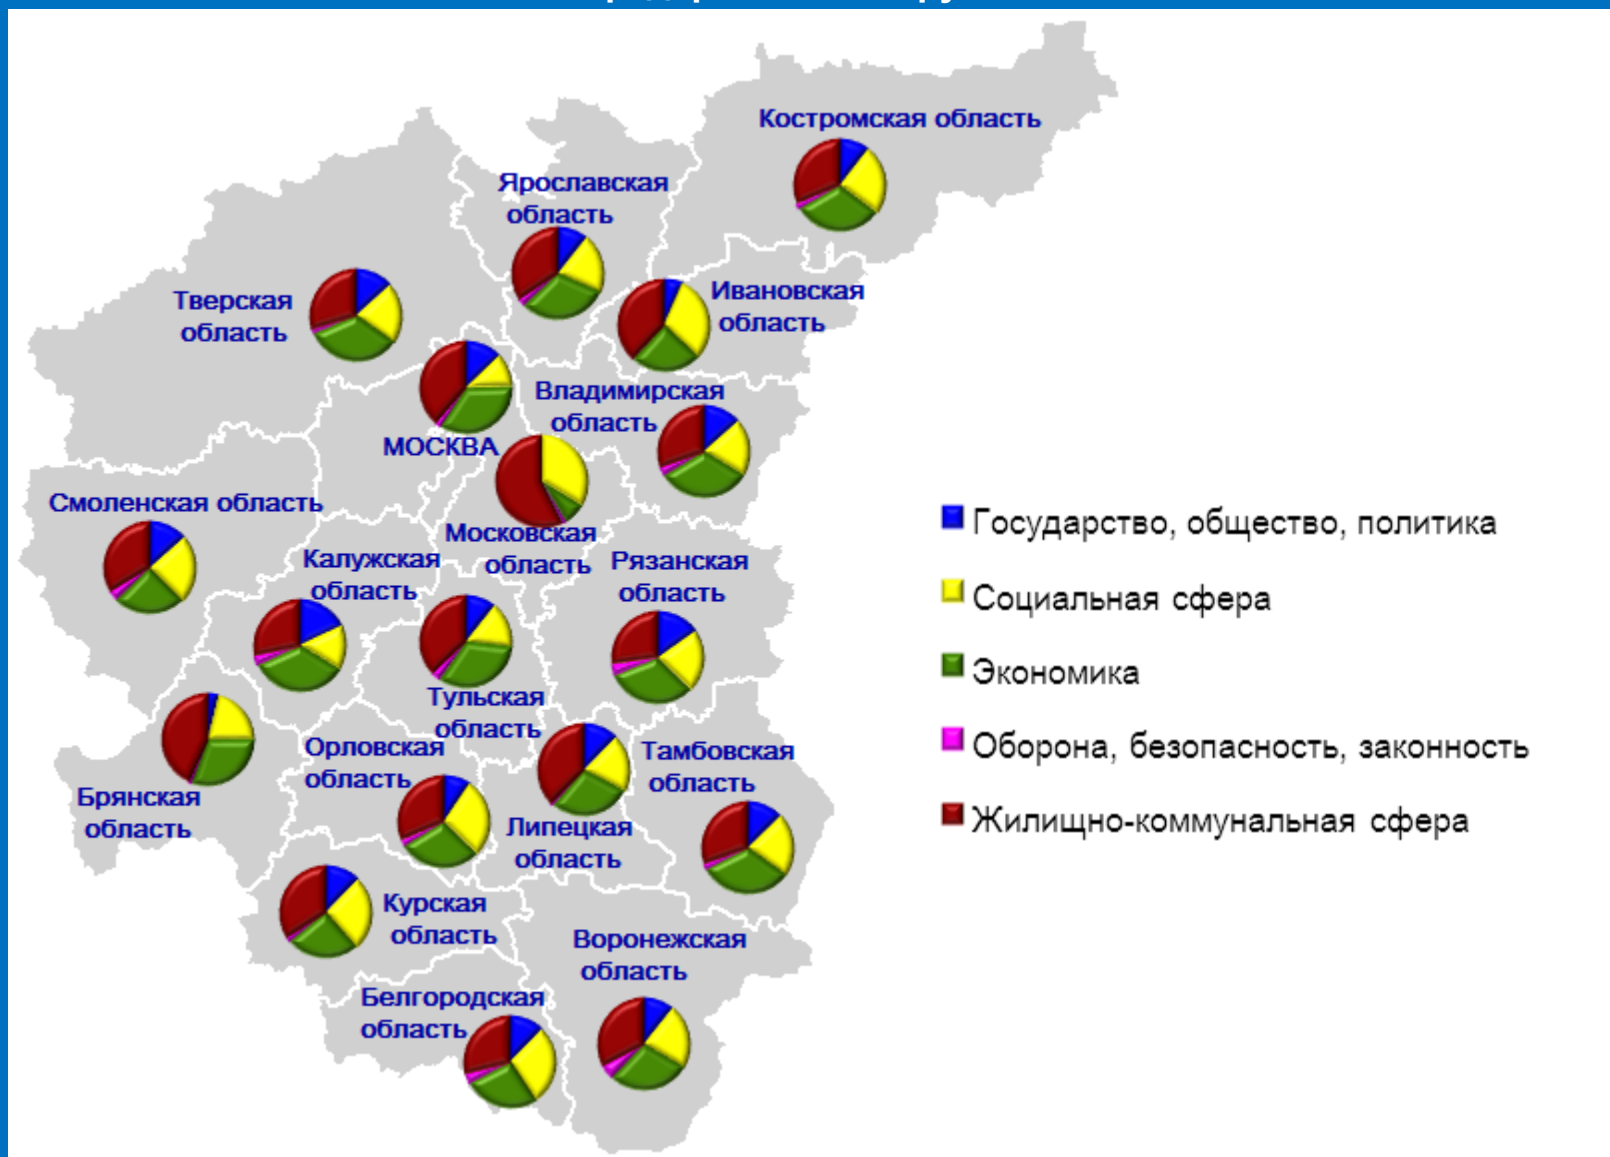 Костромская область
Ярославская
область
Тверская
область
Ивановская
область
Владимирская
область
МОСКВА
Смоленская область
Московская
область
Калужская
область
Рязанская
область
Тульская
область
Орловская
область
Тамбовская
область
Брянская
область
Липецкая
область
Курская
область
Воронежская
область
Белгородская
область
Государство, общество, политика
Социальная сфера
Экономика
Оборона, безопасность, законность
Жилищно-коммунальная сфера